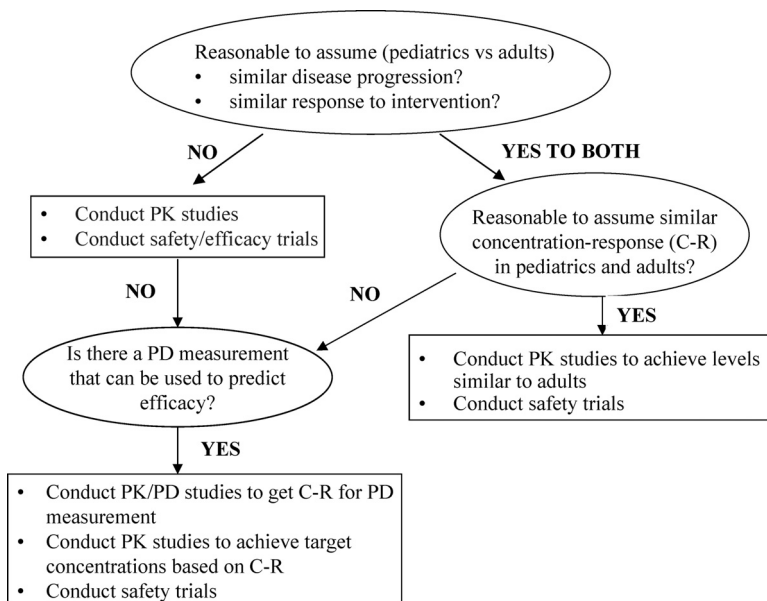 Reasonable to assume (pediatrics vs adults)
• similar disease progression?
• similar response to intervention?
NO
YES TO BOTH
• Conduct PK studies
• Conduct safety/efficacy trials
Reasonable to assume similar
concentration-response (C-R)
in pediatrics and adults?
NO
NO
YES
Is there a PD measurement
that can be used to predict
efficacy?
• Conduct PK studies to achieve levels
similar to adults
• Conduct safety trials
YES
• Conduct PK/PD studies to get C-R for PD
measurement
• Conduct PK studies to achieve target
concentrations based on C-R
• Conduct safety trials